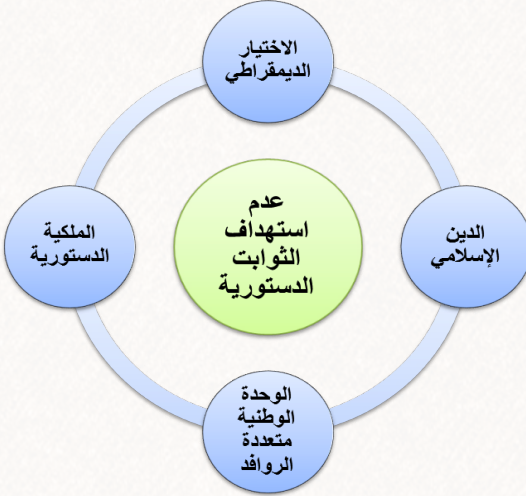 الاختيار
الديمقراطي
عدم
استهداف
الثوابت
الدستورية
الدين
الإسلامي
الملكية
الدستورية
الوحدة
الوطنية
متعددة
الروافد